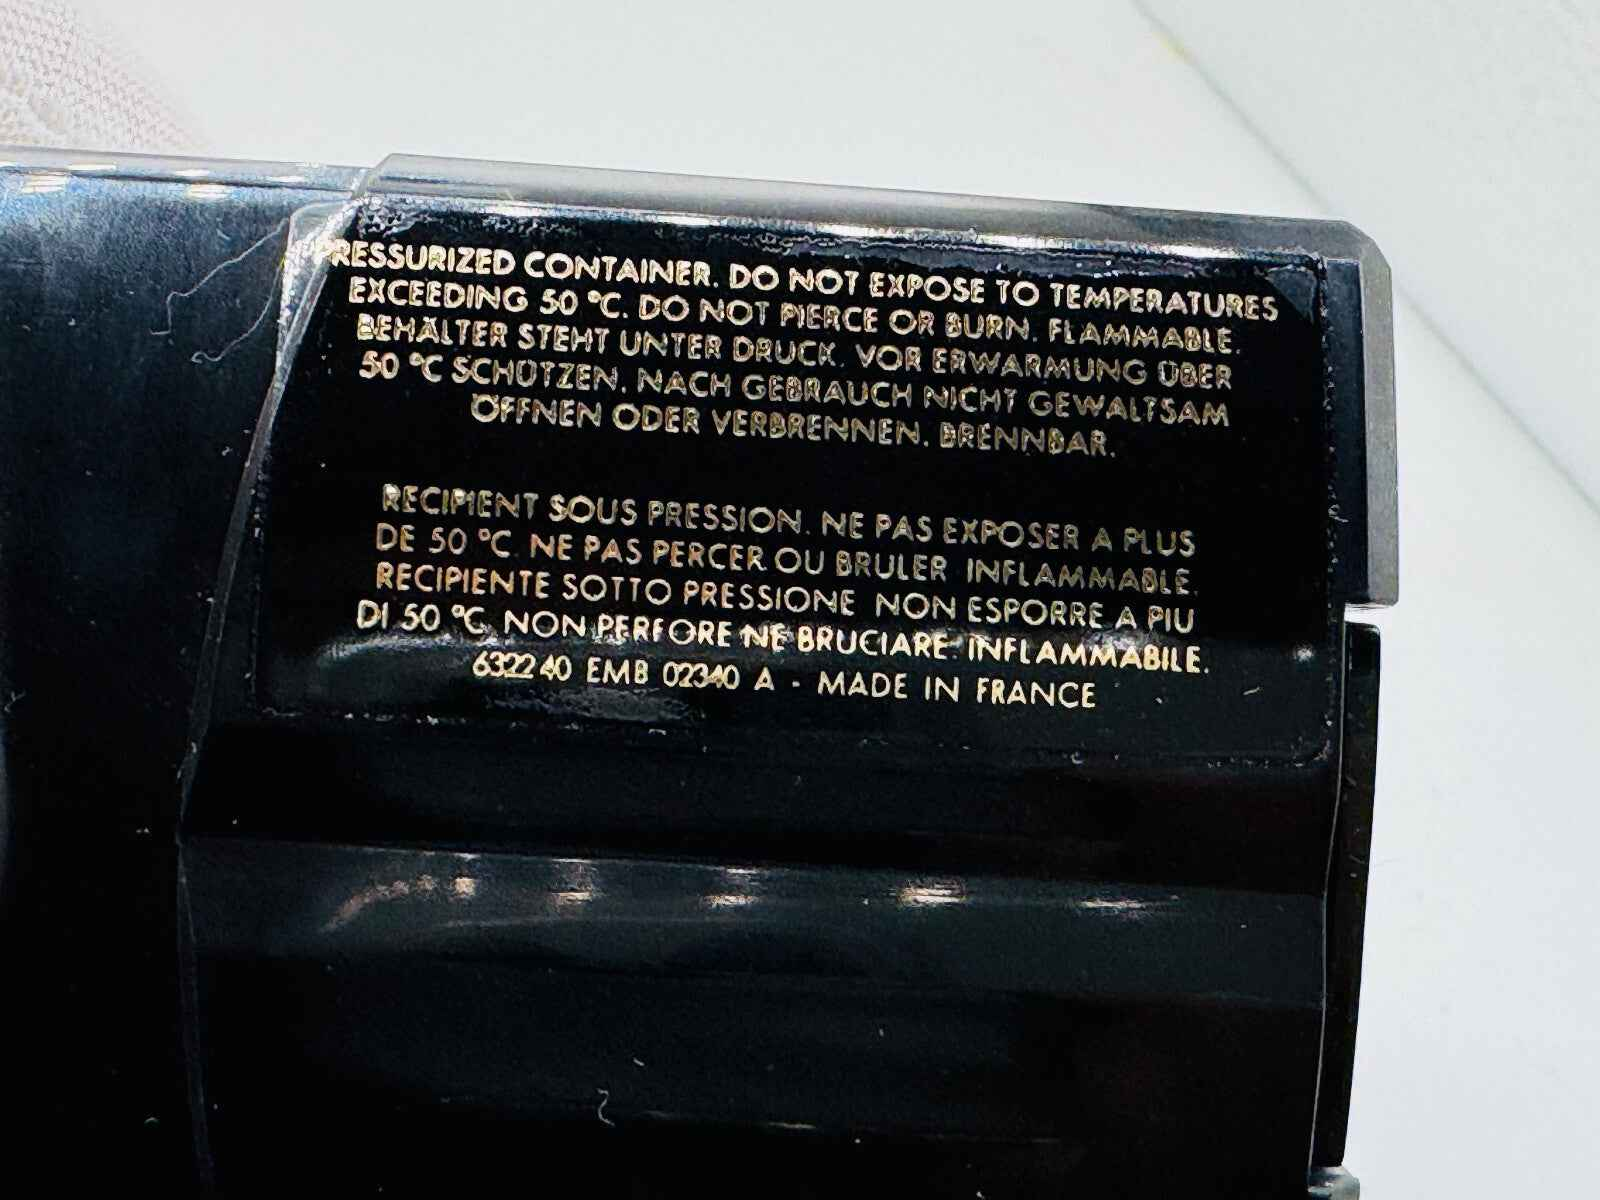 PRESSURIZED CONTAINER. DO NOT EXPOSE TO TEMPERATURES
EXCEEDING 50 °C. DO NOT PIERCE OR BURN. FLAMMABLE.
BEHÄLTER STEHT UNTER DRUCK. VOR ERWARMUNG ÜBER
50 °C SCHÜTZEN. NACH GEBRAUCH NICHT GEWALTSAM
ÖFFNEN ODER VERBRENNEN. BRENNBAR.
RECIPIENT SOUS PRESSION. NE PAS EXPOSER A PLUS
DE 50 °C. NE PAS PERCER OU BRULER INFLAMMABLE.
RECIPIENTE SOTTO PRESSIONE NON ESPORRE A PIU
DI 50 °C. NON PERFORE NE BRUCIARE. INFLAMMABILE.
632240 EMB 02340 A - MADE IN FRANCE